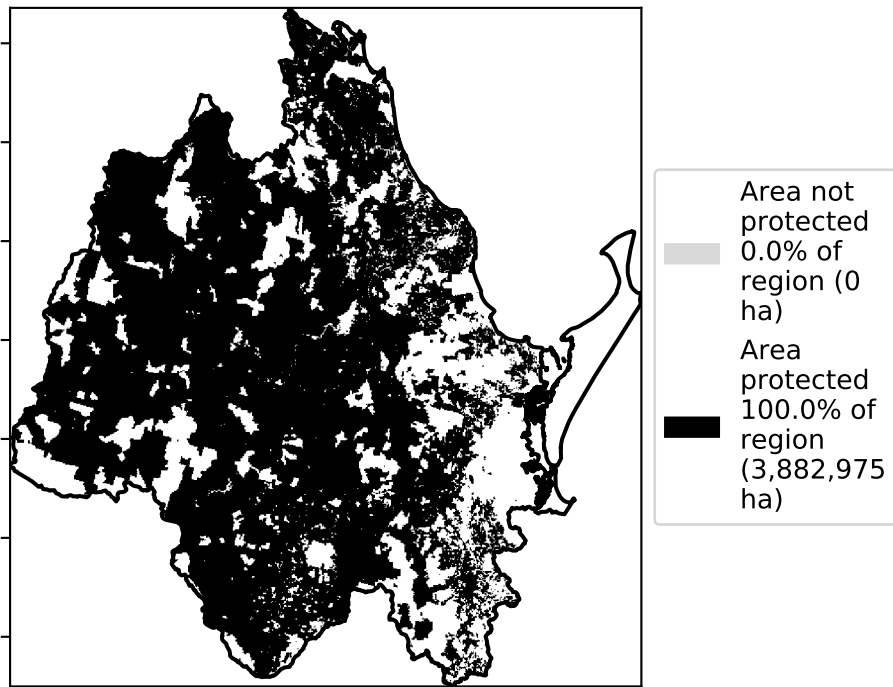 Area not
protected
0.0% of
region (0
ha)
Area
protected
100.0% of
region
(3,882,975
ha)